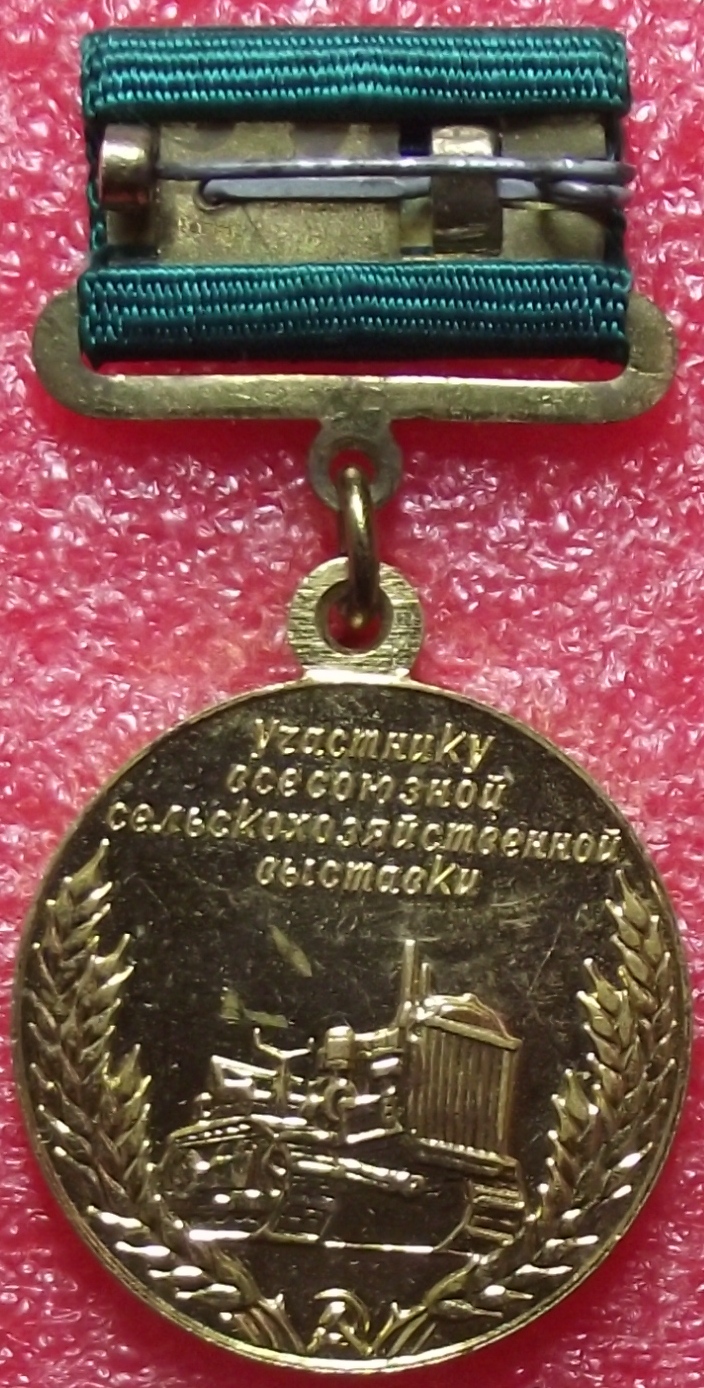 Участнику
всесоюзной
сельскохозяйственной
выставки